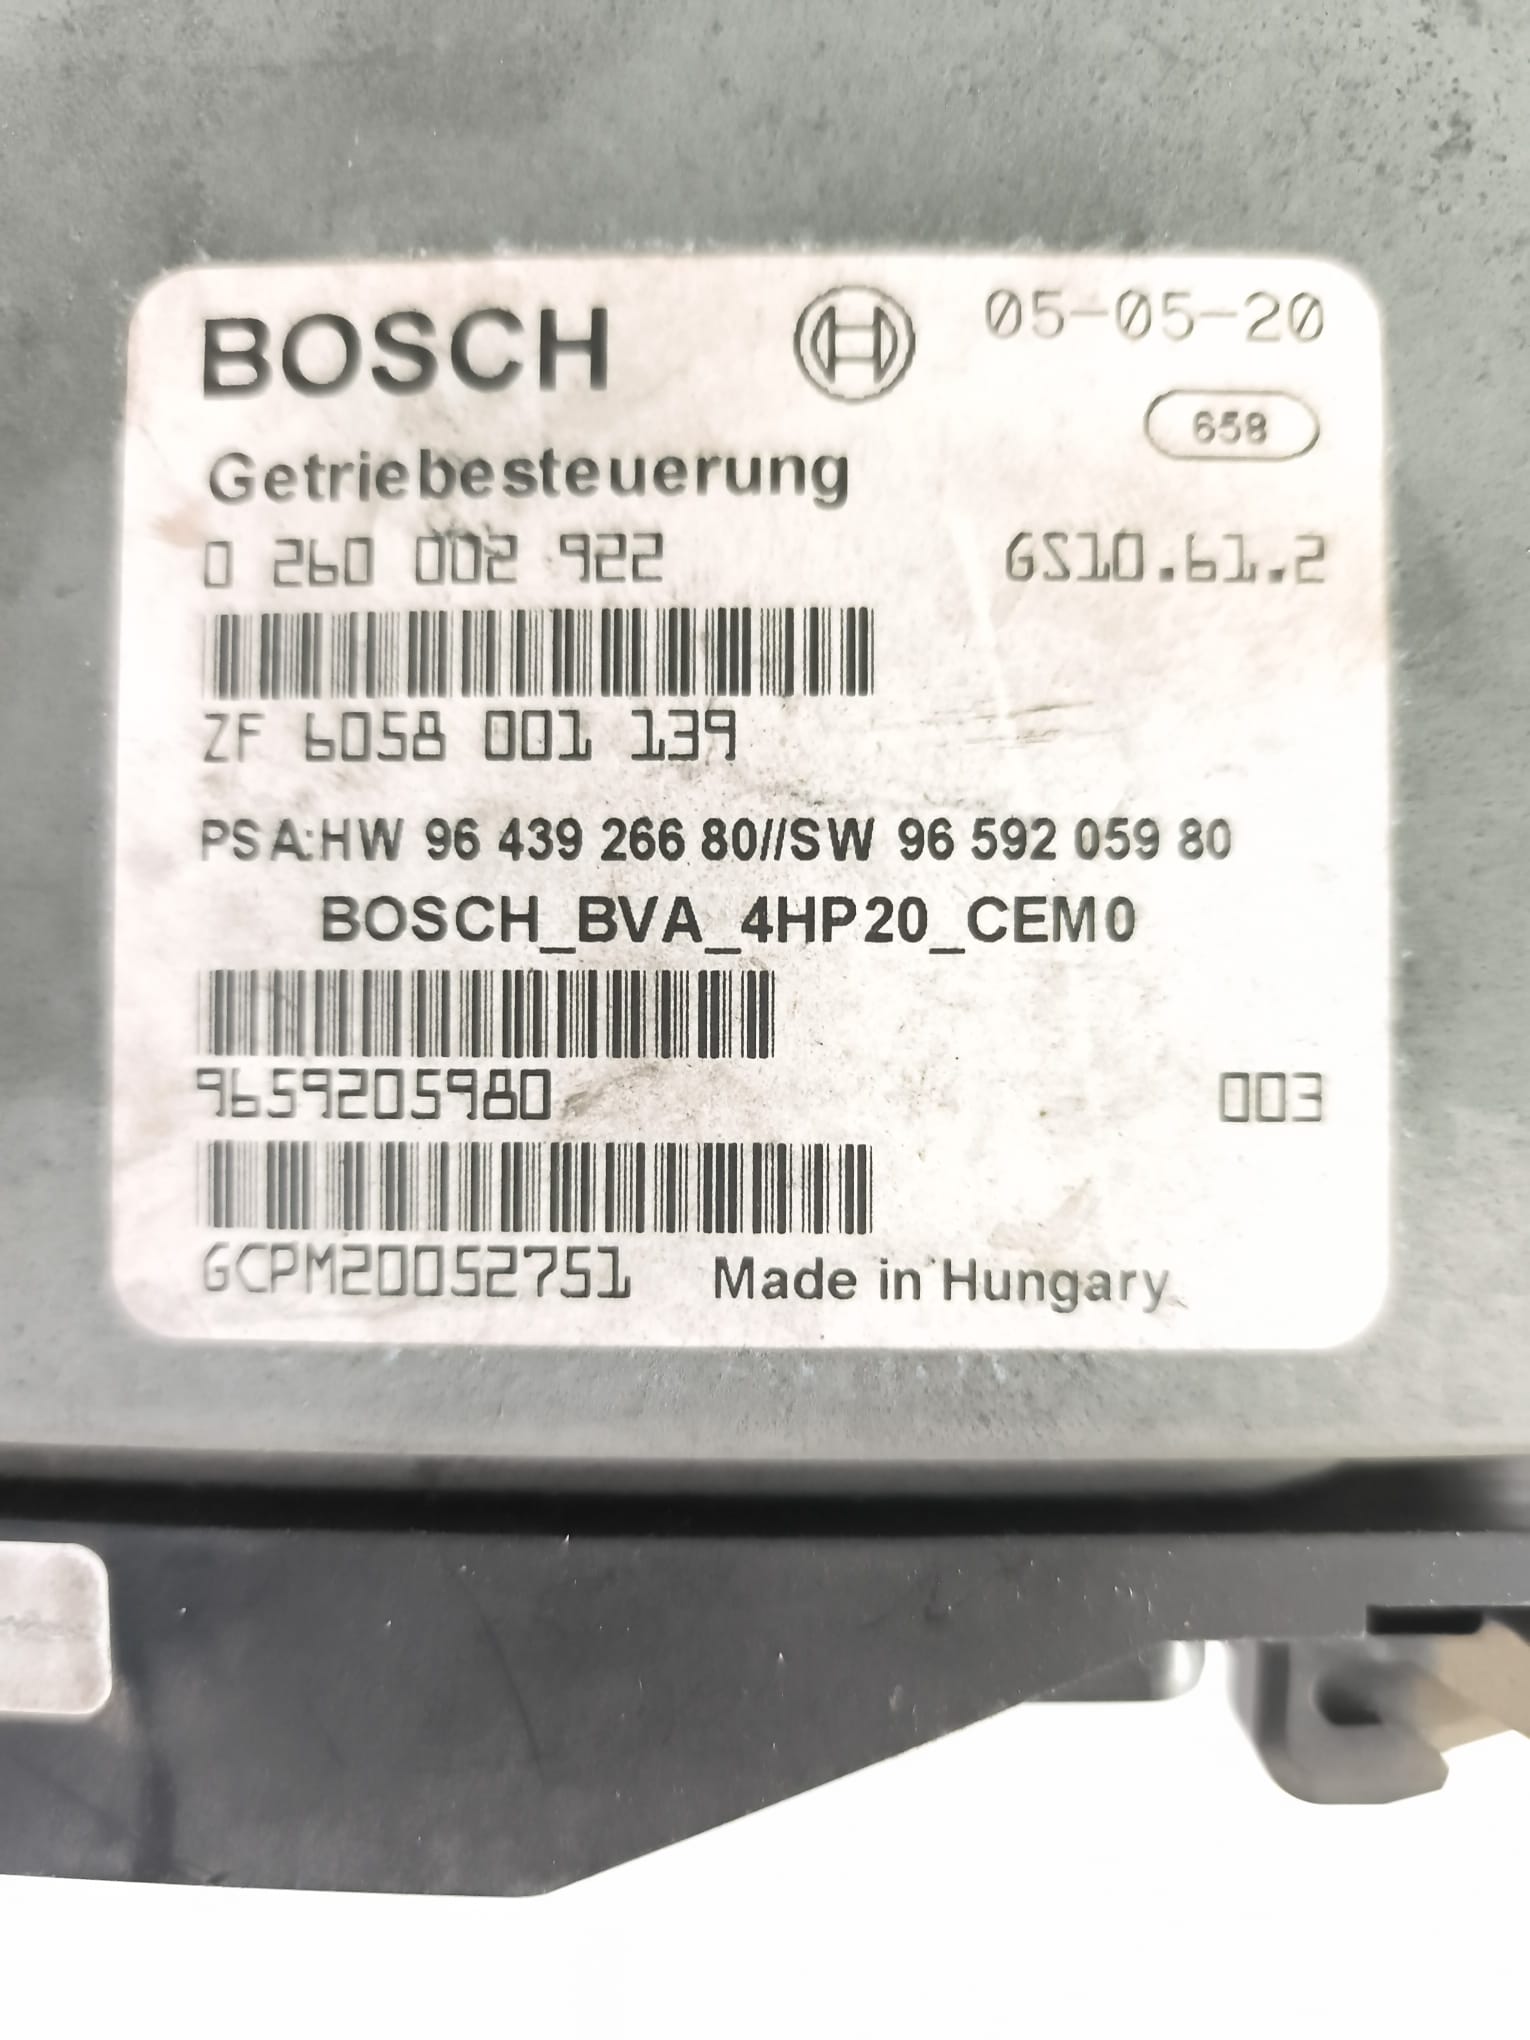 BOSCH 05-05-20
658
Getriebesteuerung
0 260 002 922 GS10.61.2
ZF 6058 001 139
PSA:HW 96 439 266 80//SW 96 592 059 80
BOSCH_BVA_4HP20_CEM0
9659205980 003
GCPM20052751 Made in Hungary